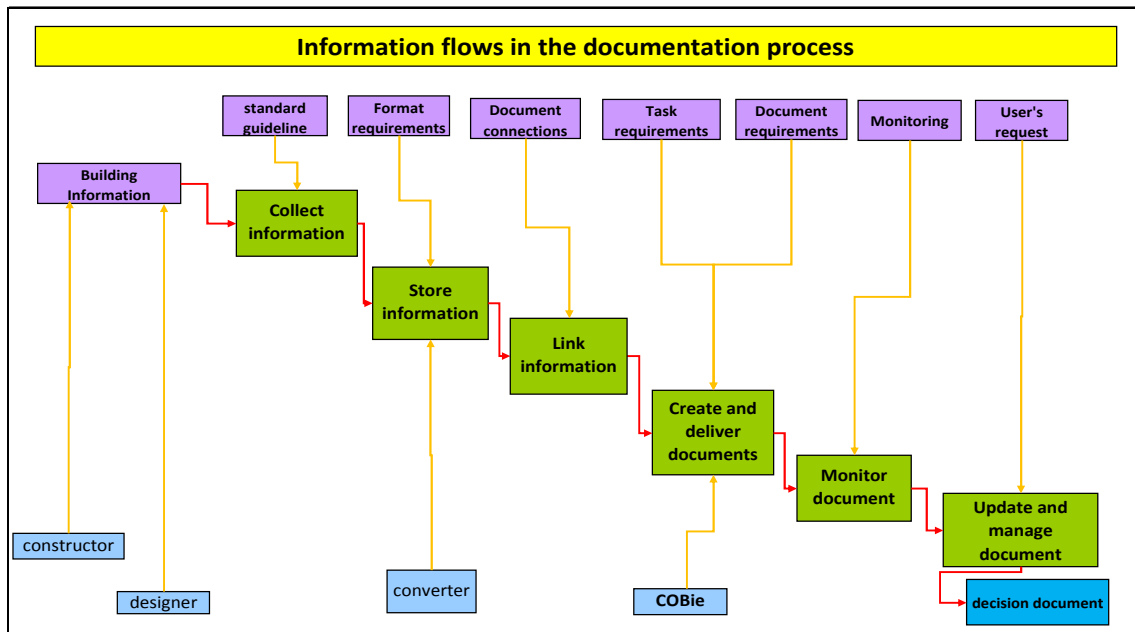 Information flows in the documentation process
standard
guideline
Format
requirements
Document
connections
Task
requirements
Document
requirements
Monitoring
User's
request
Building
Information
Collect
information
Store
information
Link
information
Create and
deliver
documents
Monitor
document
Update and
manage
document
constructor
designer
converter
COBie
decision document